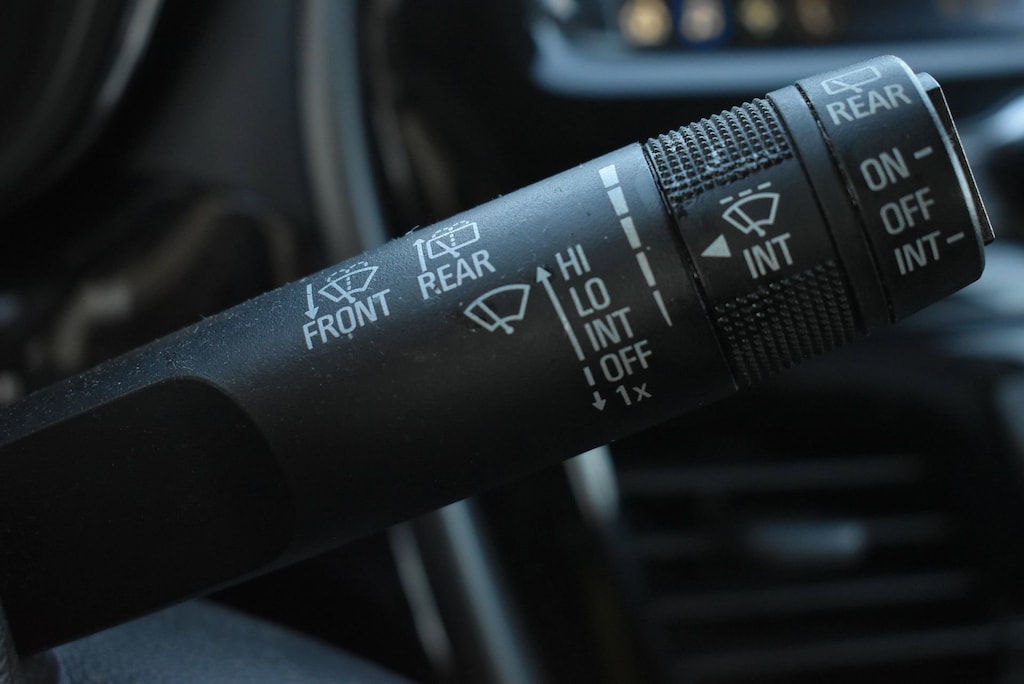 FRONT
REAR
HI
LO
INT
OFF
1x
INT
REAR
ON
OFF
INT